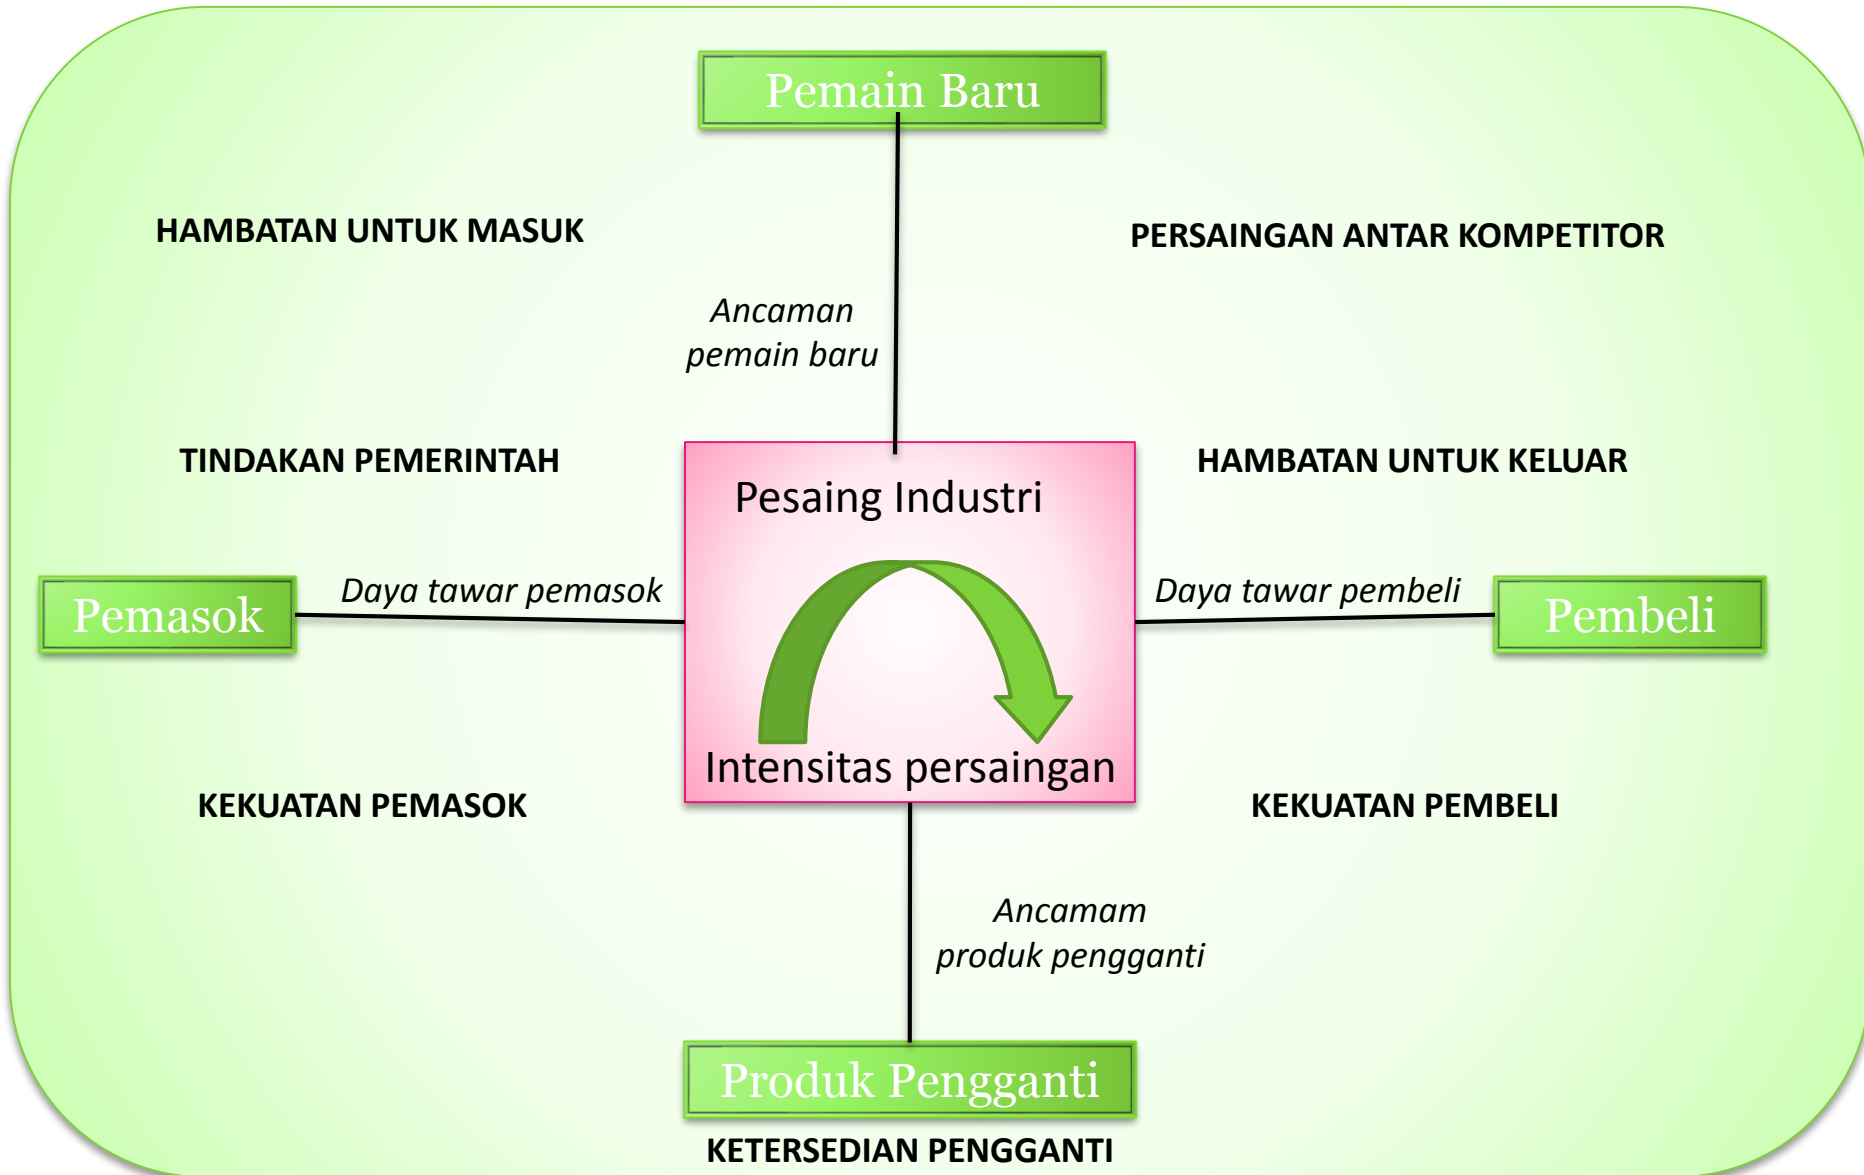 Pemain Baru
HAMBATAN UNTUK MASUK
PERSAINGAN ANTAR KOMPETITOR
Ancaman
pemain baru
TINDAKAN PEMERINTAH
HAMBATAN UNTUK KELUAR
Pesaing Industri
Pemasok
Daya tawar pemasok
Daya tawar pembeli
Pembeli
Intensitas persaingan
KEKUATAN PEMASOK
KEKUATAN PEMBELI
Ancamam
produk pengganti
Produk Pengganti
KETERSEDIAN PENGGANTI